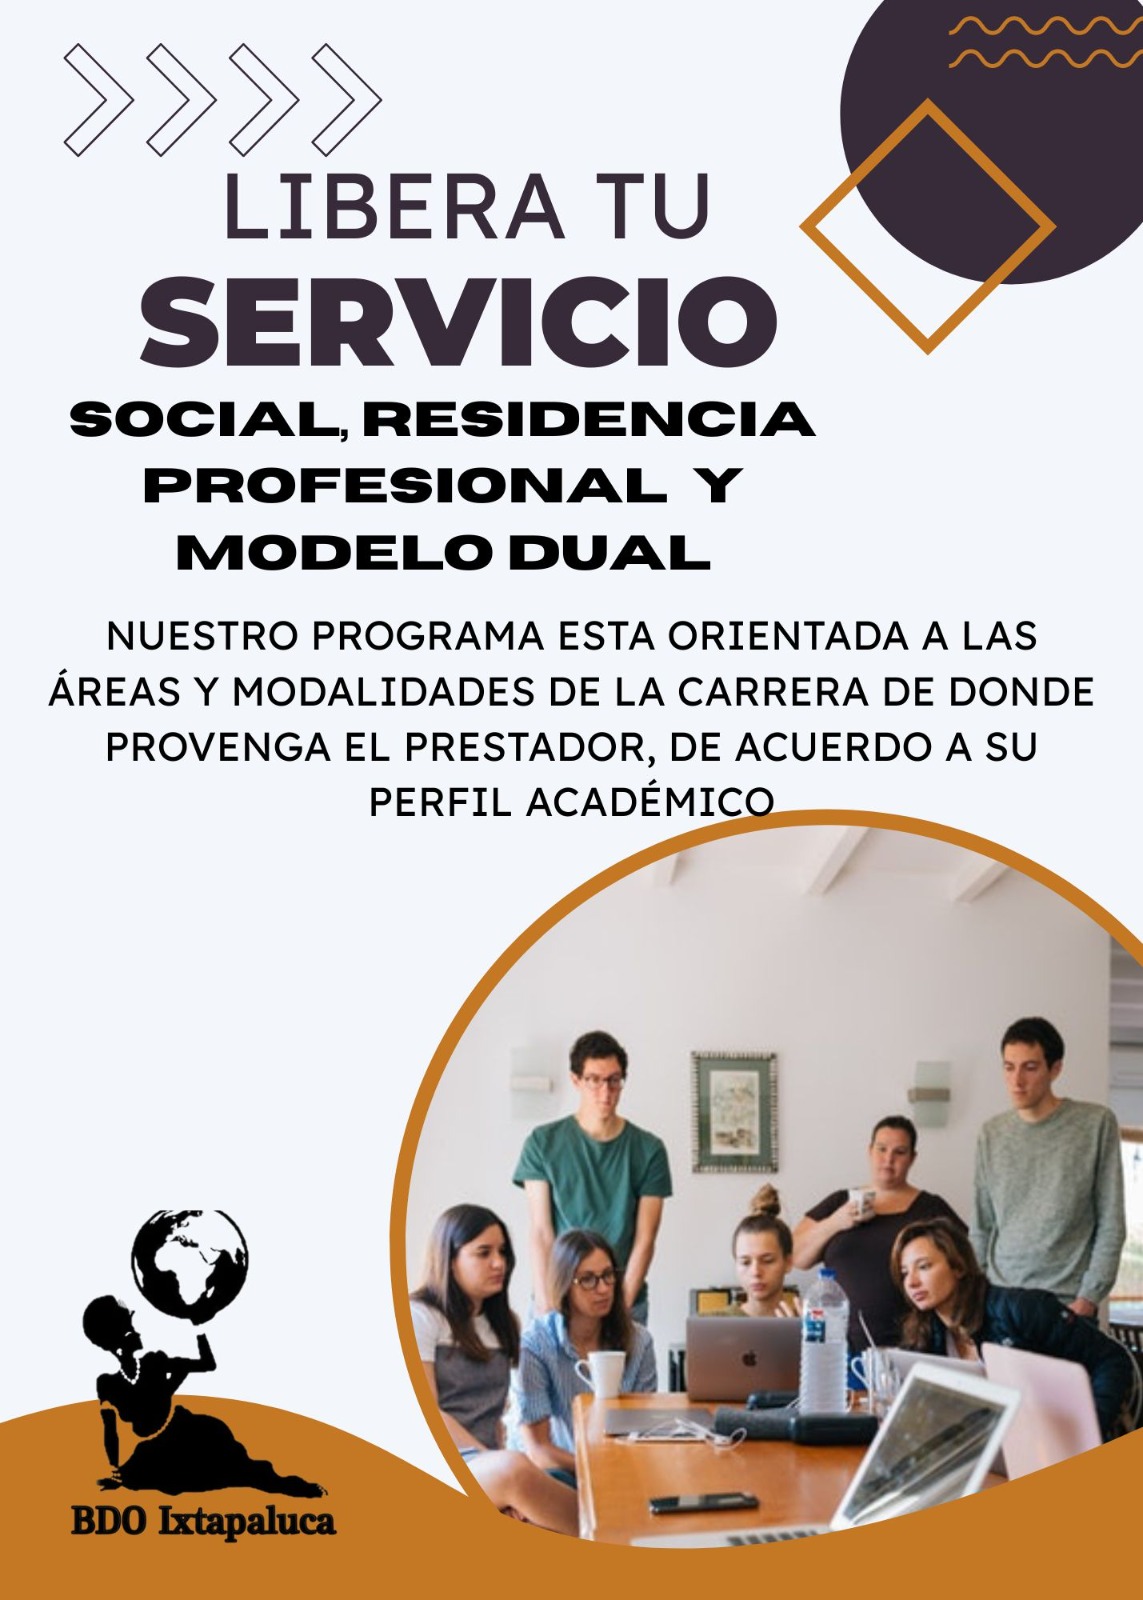 LIBERA TU
SERVICIO
SOCIAL, RESIDENCIA
PROFESIONAL Y
MODELO DUAL
NUESTRO PROGRAMA ESTA ORIENTADA A LAS
ÁREAS Y MODALIDADES DE LA CARRERA DE DONDE
PROVENGA EL PRESTADOR, DE ACUERDO A SU
PERFIL ACADÉMICO
BDO Ixtapaluca